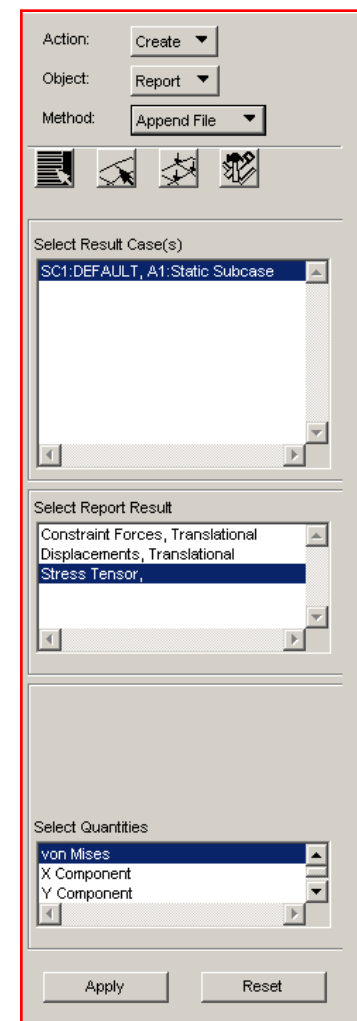 Action: Create
Object: Report
Method: Append File
Select Result Case(s)
SC1:DEFAULT, A1:Static Subcase
Select Report Result
Constraint Forces, Translational
Displacements, Translational
Stress Tensor,
Select Quantities
von Mises
X Component
Y Component
Apply Reset